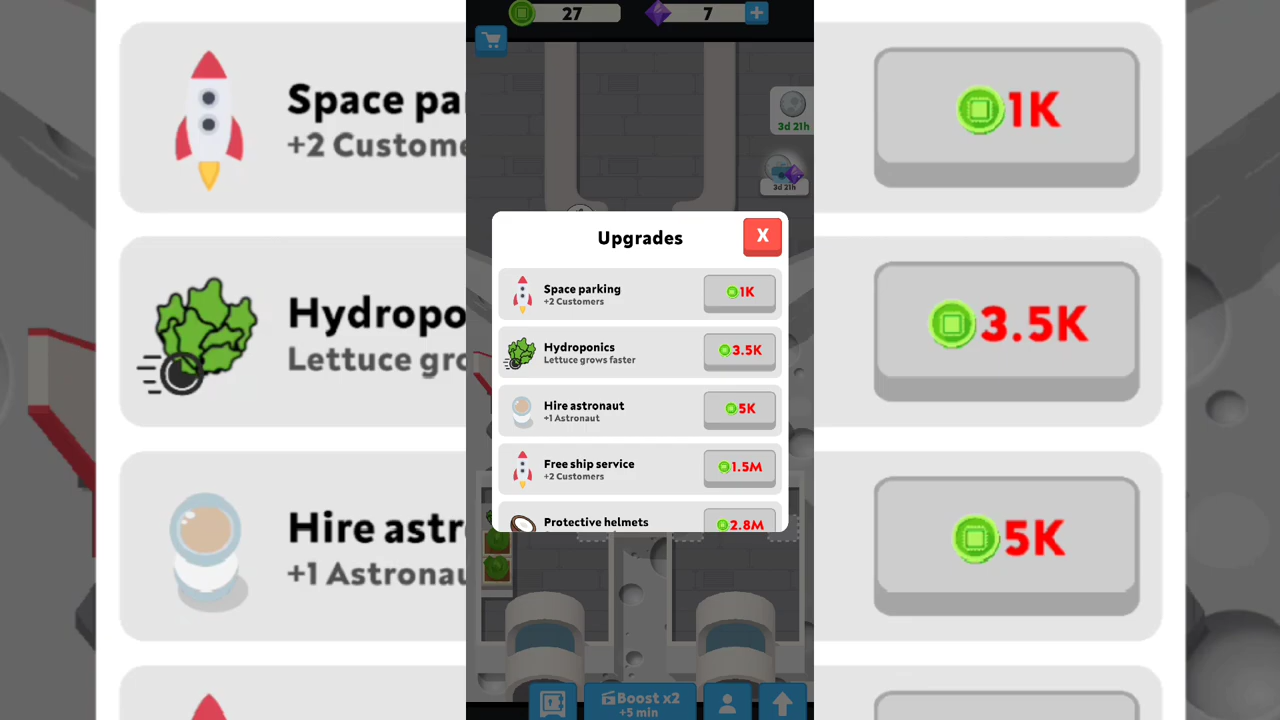 27
7
3d 21h
3d 21h
Upgrades
X
Space parking
+2 Customers
1K
Hydroponics
Lettuce grows faster
3.5K
Hire astronaut
+1 Astronaut
5K
Free ship service
+2 Customers
1.5M
Protective helmets
2.8M
Boost x2
+5 min
Space pa
+2 Custome
1K
Hydropo
Lettuce gro
3.5K
Hire astr
+1 Astronau
5K